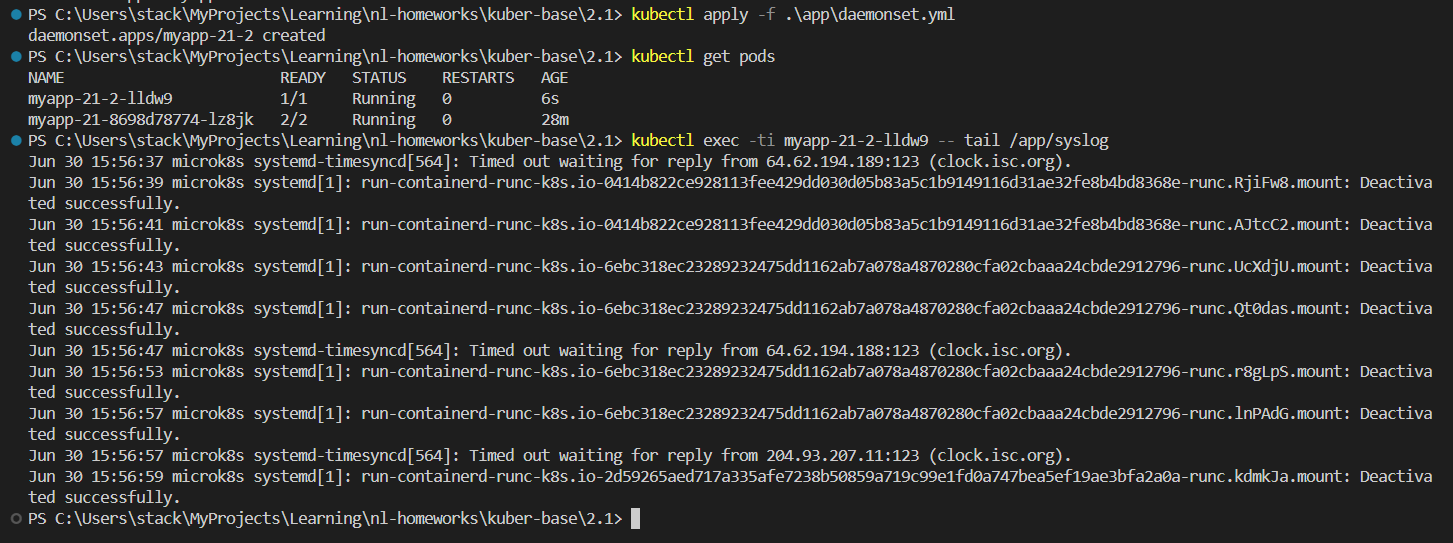 PS C:\Users\stack\MyProjects\Learning\nl-homeworks\kuber-base\2.1> kubectl apply -f .\app\daemonset.yml
daemonset.apps/myapp-21-2 created
PS C:\Users\stack\MyProjects\Learning\nl-homeworks\kuber-base\2.1> kubectl get pods
NAME                      READY   STATUS    RESTARTS   AGE
myapp-21-2-lldw9          1/1     Running   0          6s
myapp-21-8698d78774-lz8jk   2/2     Running   0          28m
PS C:\Users\stack\MyProjects\Learning\nl-homeworks\kuber-base\2.1> kubectl exec -ti myapp-21-2-lldw9 -- tail /app/syslog
Jun 30 15:56:37 microk8s systemd-timesyncd[564]: Timed out waiting for reply from 64.62.194.189:123 (clock.isc.org).
Jun 30 15:56:39 microk8s systemd[1]: run-containerd-runc-k8s.io-0414b822ce928113fee429dd030d05b83a5c1b9149116d31ae32fe8b4bd8368e-runc.RjiFw8.mount: Deactiva
ted successfully.
Jun 30 15:56:41 microk8s systemd[1]: run-containerd-runc-k8s.io-0414b822ce928113fee429dd030d05b83a5c1b9149116d31ae32fe8b4bd8368e-runc.AJtcC2.mount: Deactiva
ted successfully.
Jun 30 15:56:43 microk8s systemd[1]: run-containerd-runc-k8s.io-6ebc318ec23289232475dd1162ab7a078a4870280cfa02cbaaa24cbde2912796-runc.UcXdjU.mount: Deactiva
ted successfully.
Jun 30 15:56:47 microk8s systemd[1]: run-containerd-runc-k8s.io-6ebc318ec23289232475dd1162ab7a078a4870280cfa02cbaaa24cbde2912796-runc.Qt0das.mount: Deactiva
ted successfully.
Jun 30 15:56:47 microk8s systemd-timesyncd[564]: Timed out waiting for reply from 64.62.194.188:123 (clock.isc.org).
Jun 30 15:56:53 microk8s systemd[1]: run-containerd-runc-k8s.io-6ebc318ec23289232475dd1162ab7a078a4870280cfa02cbaaa24cbde2912796-runc.r8gLpS.mount: Deactiva
ted successfully.
Jun 30 15:56:57 microk8s systemd[1]: run-containerd-runc-k8s.io-6ebc318ec23289232475dd1162ab7a078a4870280cfa02cbaaa24cbde2912796-runc.lnPAdG.mount: Deactiva
ted successfully.
Jun 30 15:56:57 microk8s systemd-timesyncd[564]: Timed out waiting for reply from 204.93.207.11:123 (clock.isc.org).
Jun 30 15:56:59 microk8s systemd[1]: run-containerd-runc-k8s.io-2d59265aed717a335afe7238b50859a719c99e1fd0a747bea5ef19ae3bfa2a0a-runc.kdmkJa.mount: Deactiva
ted successfully.
PS C:\Users\stack\MyProjects\Learning\nl-homeworks\kuber-base\2.1>